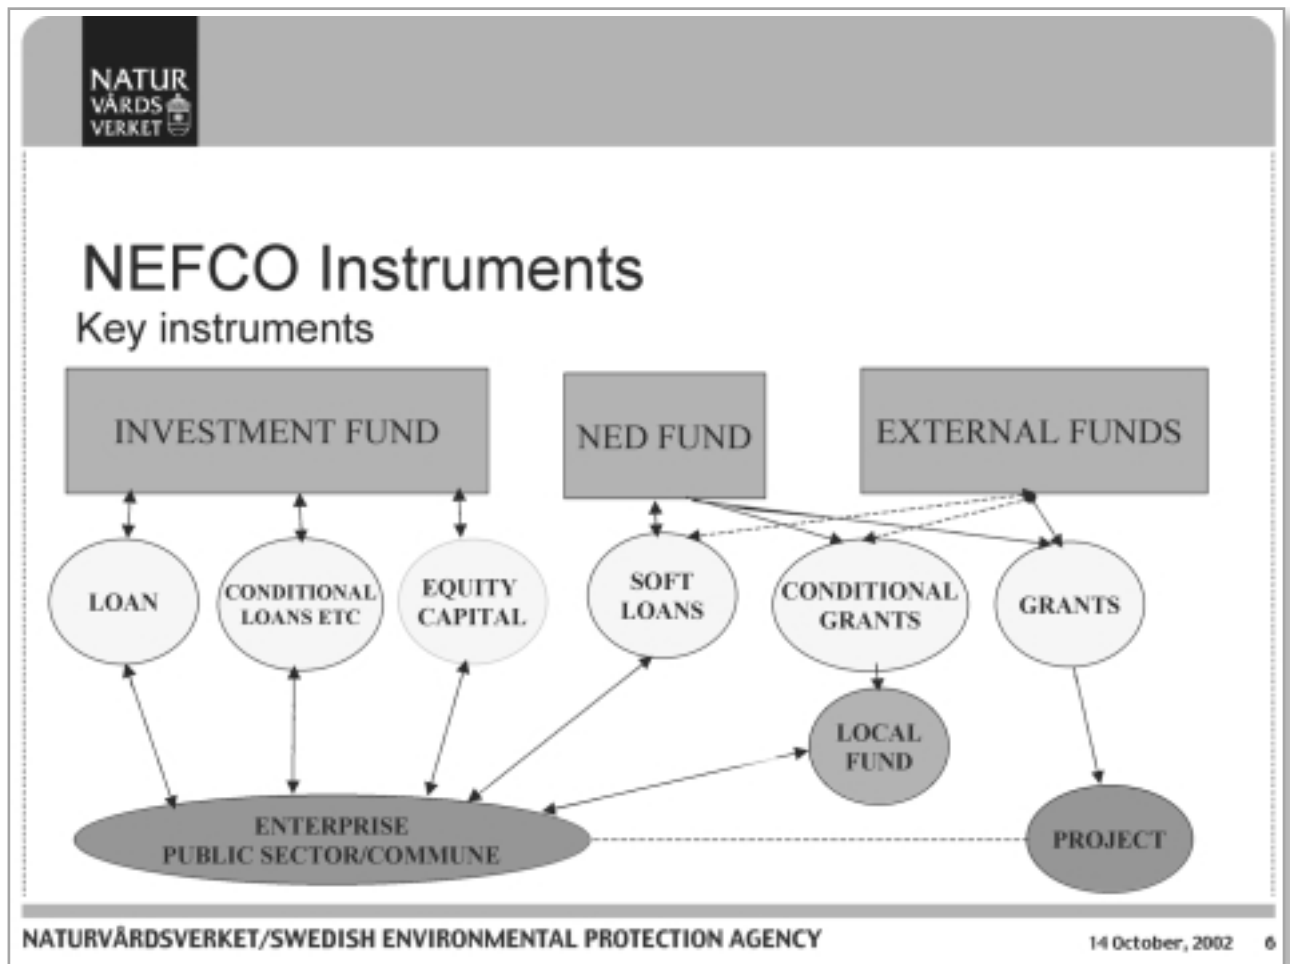 NATUR
VÅRDS
VERKET
NEFCO Instruments
Key instruments
INVESTMENT FUND
NED FUND
EXTERNAL FUNDS
LOAN
CONDITIONAL
LOANS ETC
EQUITY
CAPITAL
SOFT
LOANS
CONDITIONAL
GRANTS
GRANTS
LOCAL
FUND
ENTERPRISE
PUBLIC SECTOR/COMMUNE
PROJECT
NATURVÅRDSVERKET/SWEDISH ENVIRONMENTAL PROTECTION AGENCY
14 October, 2002 6